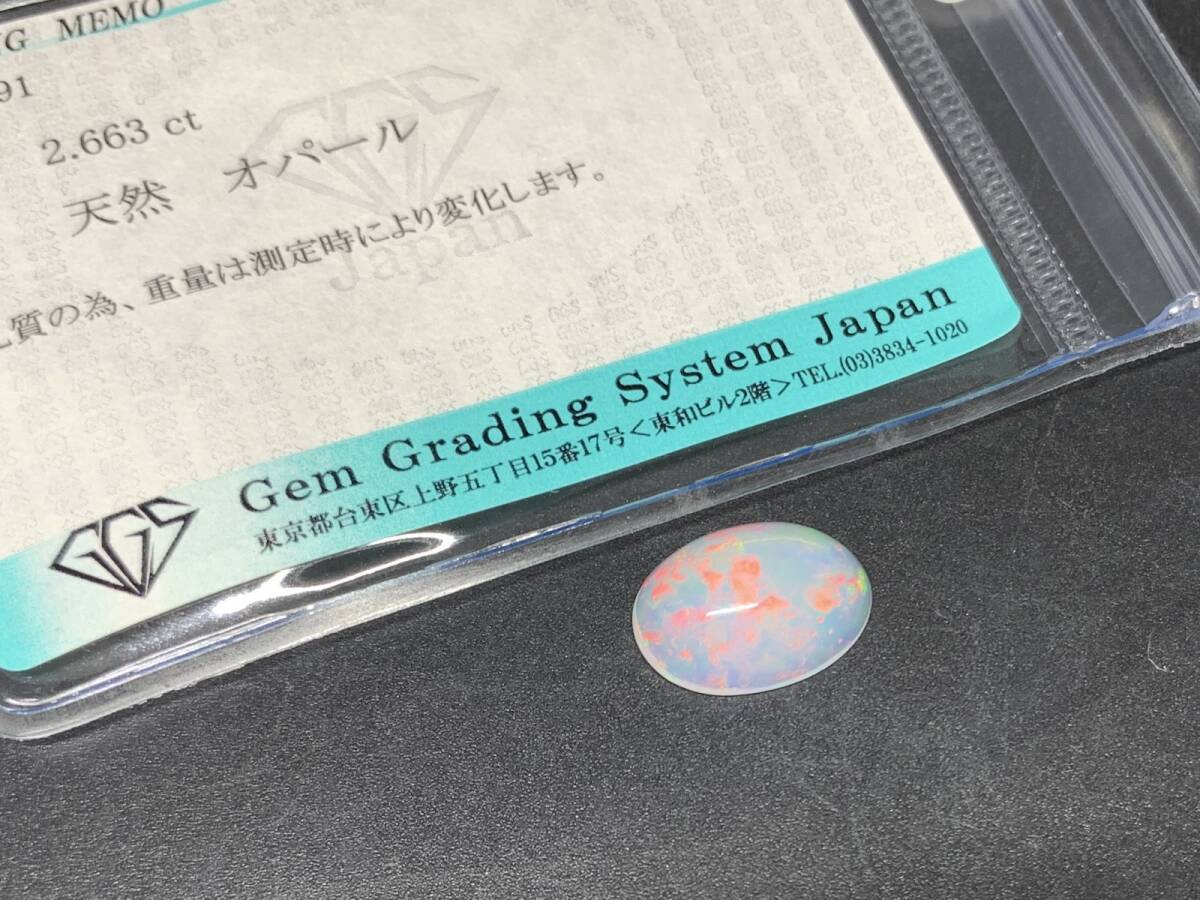 G MEMO
91
2.663 ct
天然 オパール
質の為、重量は測定時により変化します。
Japan
GGS
Gem Grading System Japan
東京都台東区上野五丁目15番17号<東和ビル2階>TEL.(03)3834-1020